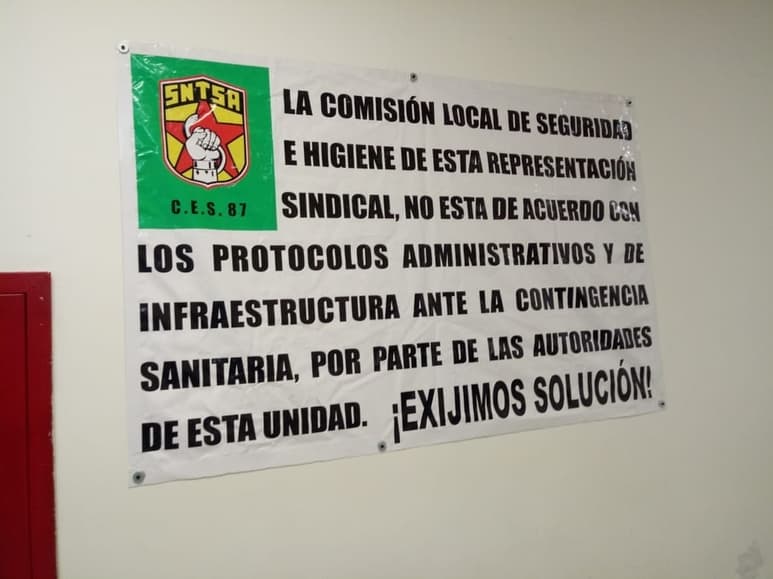 SNTSA
C.E.S. 87
LA COMISIÓN LOCAL DE SEGURIDAD
E HIGIENE DE ESTA REPRESENTACIÓN
SINDICAL, NO ESTA DE ACUERDO CON
LOS PROTOCOLOS ADMINISTRATIVOS Y DE
INFRAESTRUCTURA ANTE LA CONTINGENCIA
SANITARIA, POR PARTE DE LAS AUTORIDADES
DE ESTA UNIDAD. ¡EXIJIMOS SOLUCIÓN!